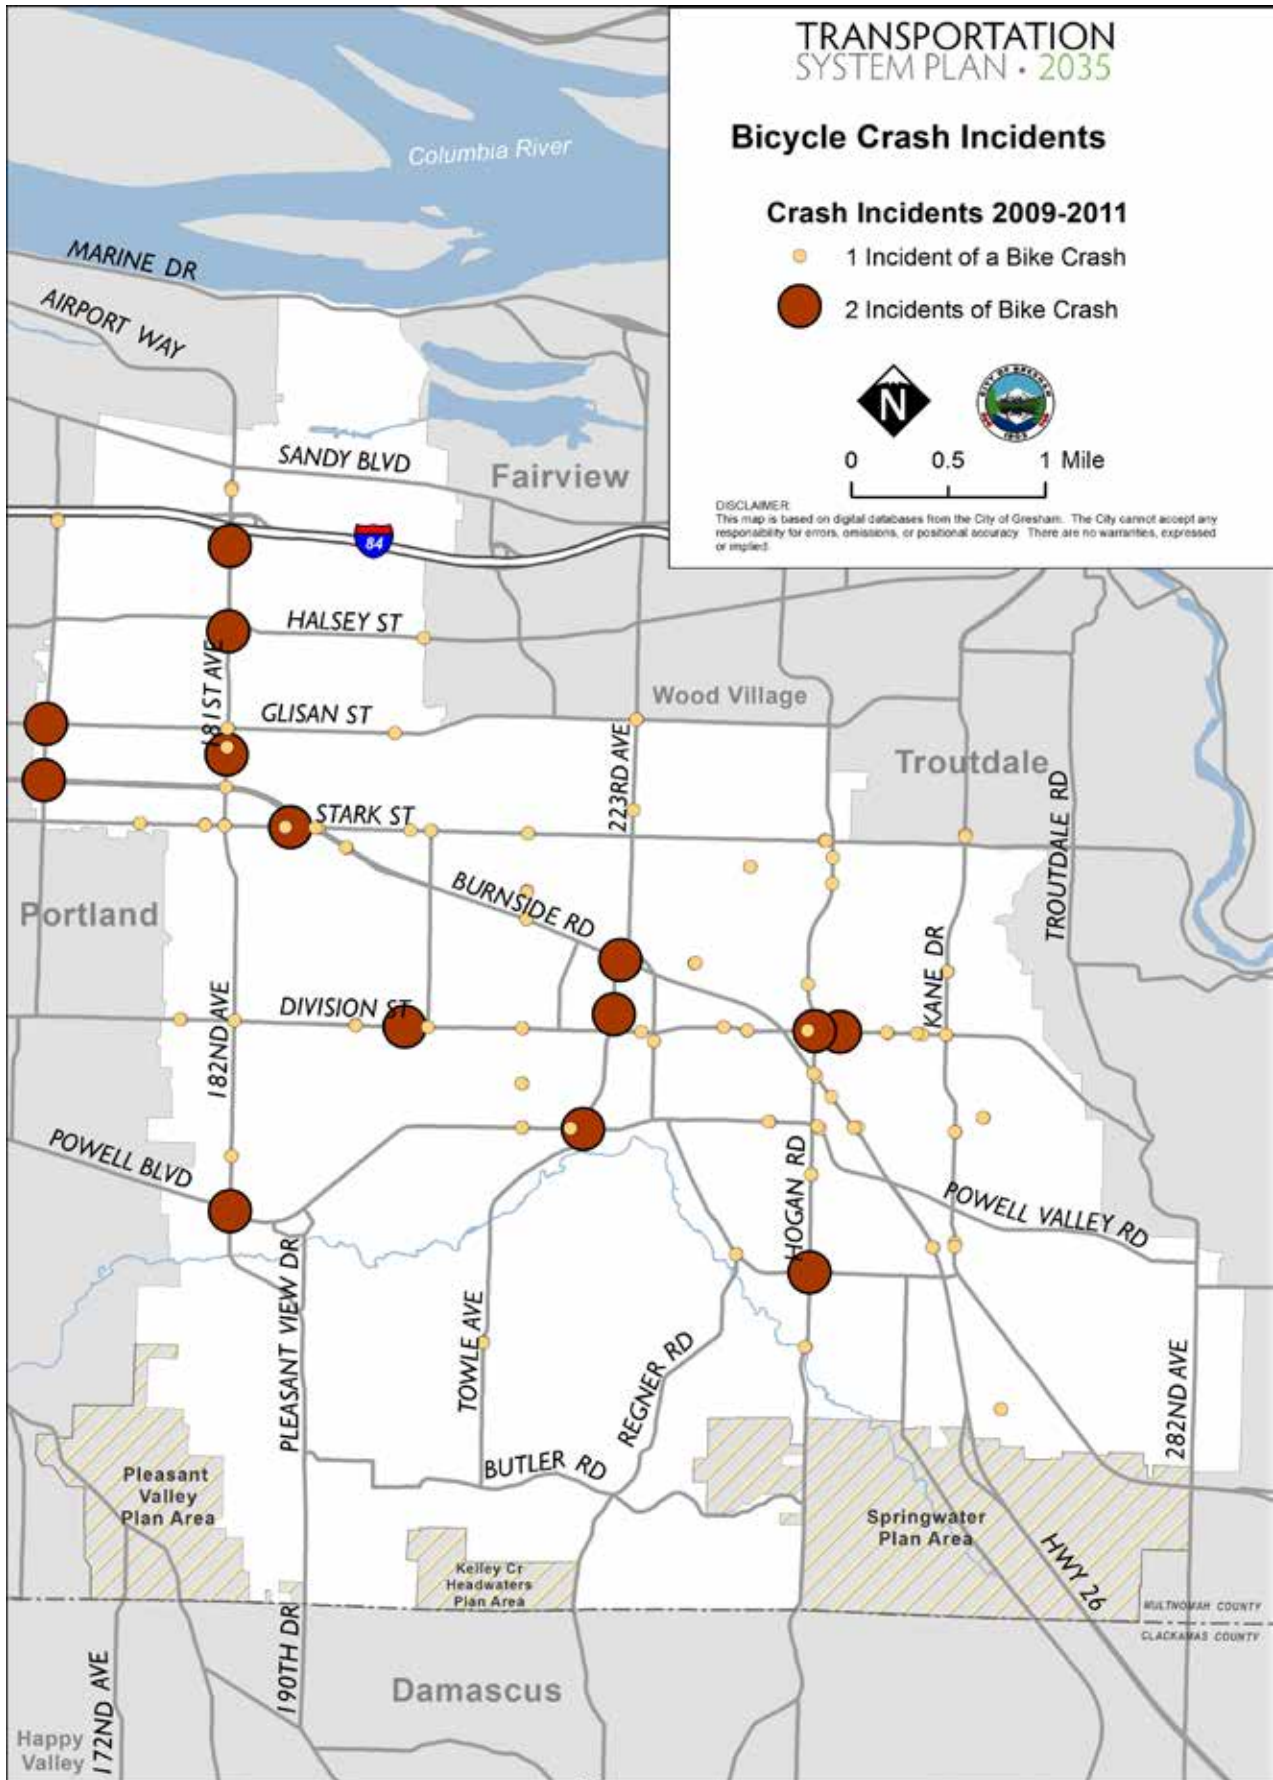 TRANSPORTATION
SYSTEM PLAN • 2035
Bicycle Crash Incidents
Crash Incidents 2009-2011
1 Incident of a Bike Crash
2 Incidents of Bike Crash
N
CITY OF GRESHAM
0 0.5 1 Mile
DISCLAIMER:
This map is based on digital databases from the City of Gresham. The City cannot accept any
responsibility for errors, omissions, or positional accuracy. There are no warranties, expressed
or implied.
Columbia River
MARINE DR
AIRPORT WAY
SANDY BLVD
Fairview
84
HALSEY ST
181ST AVE
GLISAN ST
Wood Village
223RD AVE
Troutdale
STARK ST
TROUTDALE RD
BURNSIDE RD
Portland
KANE DR
DIVISION ST
182ND AVE
POWELL BLVD
HOGAN RD
POWELL VALLEY RD
PLEASANT VIEW DR
TOWLE AVE
REGNER RD
282ND AVE
BUTLER RD
Pleasant
Valley
Plan Area
Springwater
Plan Area
Kelley Cr
Headwaters
Plan Area
HWY 26
MULTNOMAH COUNTY
CLACKAMAS COUNTY
190TH DR
172ND AVE
Damascus
Happy
Valley